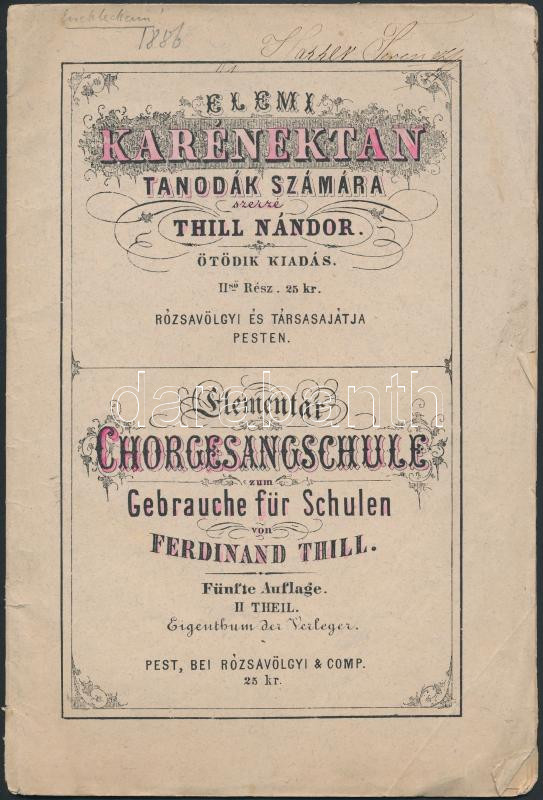 1886
ELEMI
KARÉNEKTAN
TANODÁK SZÁMÁRA
szerzé
THILL NÁNDOR.
ÖTÖDIK KIADÁS.
IIső Rész. 25 kr.
RÓZSAVÖLGYI ÉS TÁRSASAJÁTJA
PESTEN.
darabanth
Elementar
CHORGESANGSCHULE
zum
Gebrauche für Schulen
von
FERDINAND THILL.
Fünfte Auflage.
II THEIL.
Eigenthum der Verleger.
PEST, BEI RÓZSAVÖLGYI & COMP.
25 kr.